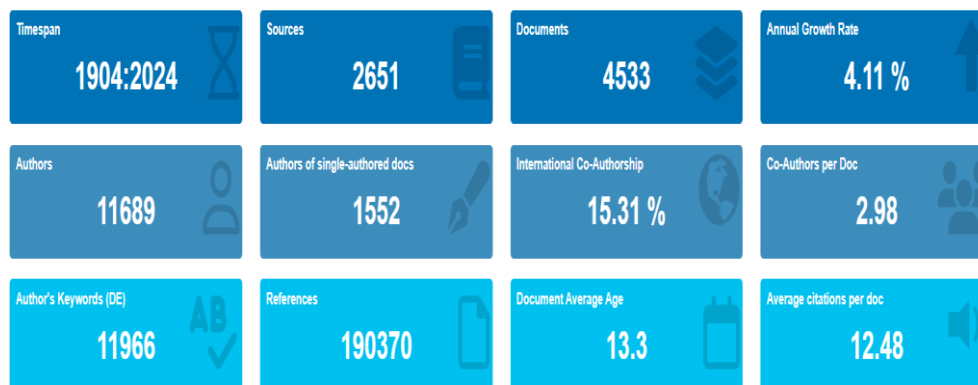 Timespan
1904:2024
Sources
2651
Documents
4533
Annual Growth Rate
4.11 %
Authors
11689
Authors of single-authored docs
1552
International Co-Authorship
15.31 %
Co-Authors per Doc
2.98
Author's Keywords (DE)
11966
AB
References
190370
Document Average Age
13.3
Average citations per doc
12.48